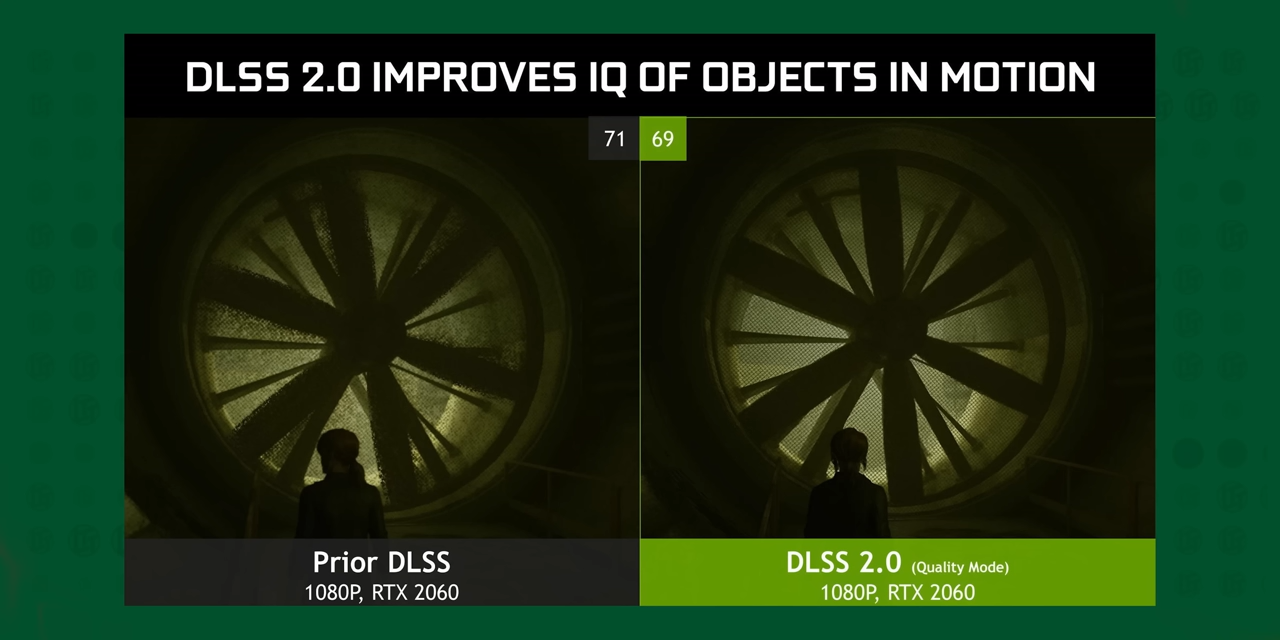 DLSS 2.0 IMPROVES IQ OF OBJECTS IN MOTION
71 69
Prior DLSS
1080P, RTX 2060
DLSS 2.0 (Quality Mode)
1080P, RTX 2060